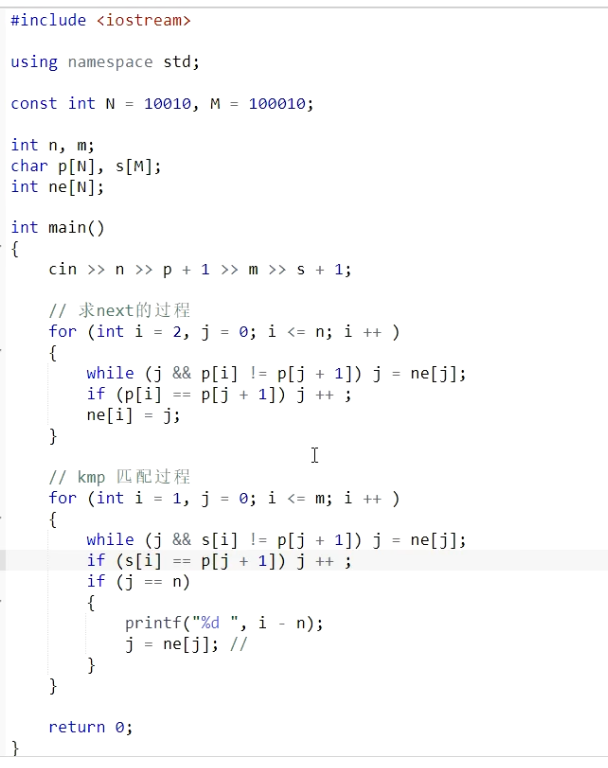 #include <iostream>
using namespace std;
const int N = 10010, M = 100010;
int n, m;
char p[N], s[M];
int ne[N];
int main()
{
    cin >> n >> p + 1 >> m >> s + 1;
    // 求next的过程
    for (int i = 2, j = 0; i <= n; i ++ )
    {
        while (j && p[i] != p[j + 1]) j = ne[j];
        if (p[i] == p[j + 1]) j ++ ;
        ne[i] = j;
    }
    // kmp 匹配过程
    for (int i = 1, j = 0; i <= m; i ++ )
    {
        while (j && s[i] != p[j + 1]) j = ne[j];
        if (s[i] == p[j + 1]) j ++ ;
        if (j == n)
        {
            printf("%d ", i - n);
            j = ne[j]; //
        }
    }
    return 0;
}